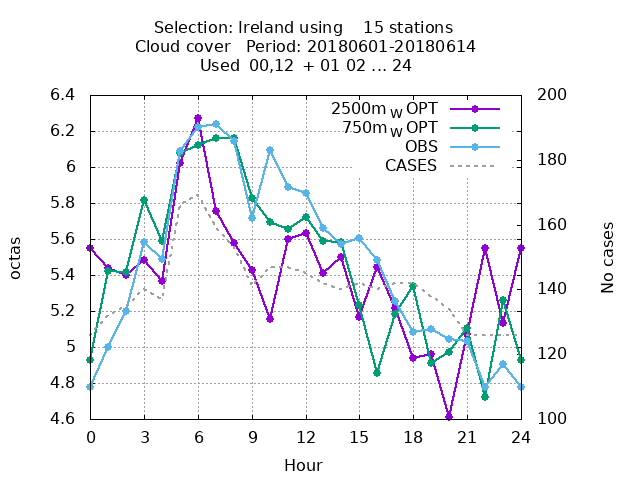 Selection: Ireland using 15 stations
Cloud cover Period: 20180601-20180614
Used 00,12 + 01 02 ... 24
2500m W OPT
750m W OPT
OBS
CASES
6.4
6.2
6
5.8
5.6
5.4
5.2
5
4.8
4.6
octas
200
180
160
140
120
100
No cases
0 3 6 9 12 15 18 21 24
Hour